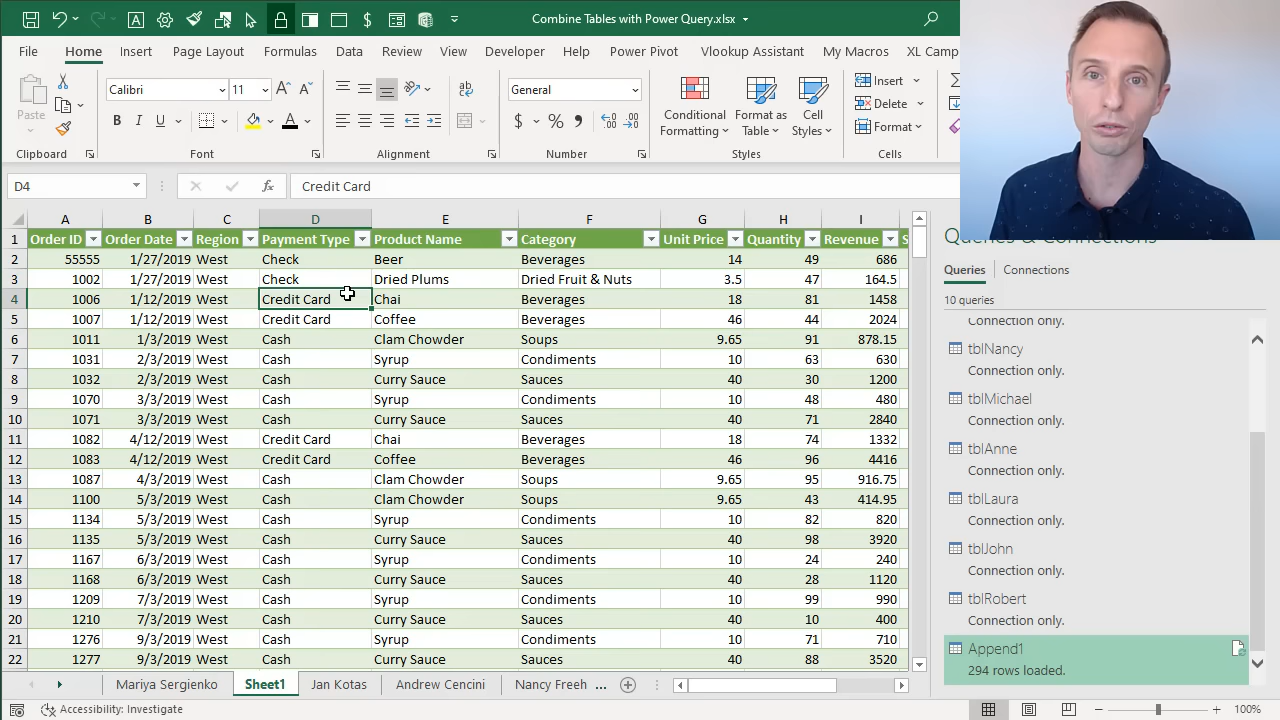 Combine Tables with Power Query.xlsx
File Home Insert Page Layout Formulas Data Review View Developer Help Power Pivot Vlookup Assistant My Macros XL Camp
Paste
Calibri 11
General
Conditional Formatting
Format as Table
Cell Styles
Insert
Delete
Format
Clipboard Font Alignment Number Styles Cells
D4 Credit Card
A B C D E F G H I
1 Order ID Order Date Region Payment Type Product Name Category Unit Price Quantity Revenue S
2 55555 1/27/2019 West Check Beer Beverages 14 49 686
3 1002 1/27/2019 West Check Dried Plums Dried Fruit & Nuts 3.5 47 164.5
4 1006 1/12/2019 West Credit Card Chai Beverages 18 81 1458
5 1007 1/12/2019 West Credit Card Coffee Beverages 46 44 2024
6 1011 1/3/2019 West Cash Clam Chowder Soups 9.65 91 878.15
7 1031 2/3/2019 West Cash Syrup Condiments 10 63 630
8 1032 2/3/2019 West Cash Curry Sauce Sauces 40 30 1200
9 1070 3/3/2019 West Cash Syrup Condiments 10 48 480
10 1071 3/3/2019 West Cash Curry Sauce Sauces 40 71 2840
11 1082 4/12/2019 West Credit Card Chai Beverages 18 74 1332
12 1083 4/12/2019 West Credit Card Coffee Beverages 46 96 4416
13 1087 4/3/2019 West Cash Clam Chowder Soups 9.65 95 916.75
14 1100 5/3/2019 West Cash Clam Chowder Soups 9.65 43 414.95
15 1134 5/3/2019 West Cash Syrup Condiments 10 82 820
16 1135 5/3/2019 West Cash Curry Sauce Sauces 40 98 3920
17 1167 6/3/2019 West Cash Syrup Condiments 10 24 240
18 1168 6/3/2019 West Cash Curry Sauce Sauces 40 28 1120
19 1209 7/3/2019 West Cash Syrup Condiments 10 99 990
20 1210 7/3/2019 West Cash Curry Sauce Sauces 40 10 400
21 1276 9/3/2019 West Cash Syrup Condiments 10 71 710
22 1277 9/3/2019 West Cash Curry Sauce Sauces 40 88 3520
Mariya Sergienko Sheet1 Jan Kotas Andrew Cencini Nancy Freeh ...
Accessibility: Investigate 100%
Queries & Connections
Queries Connections
10 queries
Connection only.
tblNancy
Connection only.
tblMichael
Connection only.
tblAnne
Connection only.
tblLaura
Connection only.
tblJohn
Connection only.
tblRobert
Connection only.
Append1
294 rows loaded.